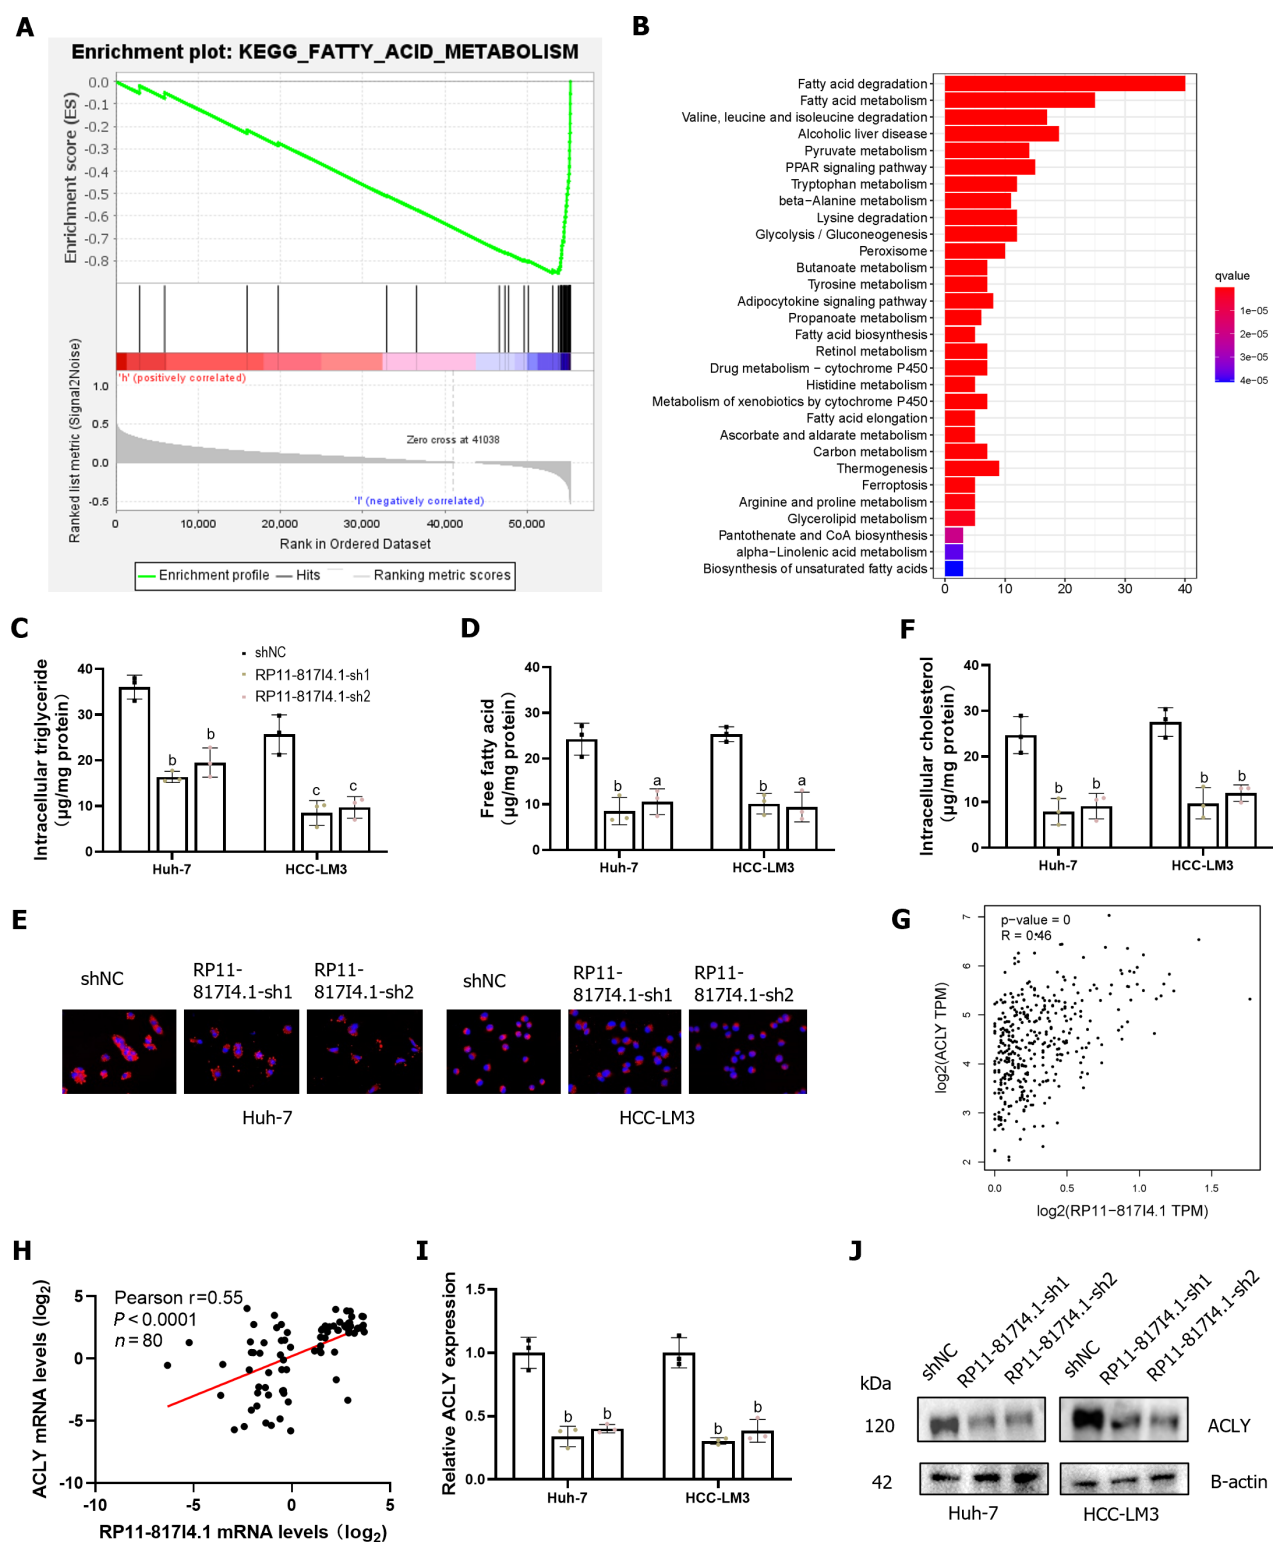 A
Enrichment plot: KEGG_FATTY_ACID_METABOLISM
Enrichment score (ES)
0.0
-0.1
-0.2
-0.3
-0.4
-0.5
-0.6
-0.7
-0.8
Ranked list metric (Signal2Noise)
'h' (positively correlated)
1.0
0.5
0.0
-0.5
Zero cross at 41038
'l' (negatively correlated)
0 10,000 20,000 30,000 40,000 50,000
Rank in Ordered Dataset
Enrichment profile Hits Ranking metric scores
B
Fatty acid degradation
Fatty acid metabolism
Valine, leucine and isoleucine degradation
Alcoholic liver disease
Pyruvate metabolism
PPAR signaling pathway
Tryptophan metabolism
beta−Alanine metabolism
Lysine degradation
Glycolysis / Gluconeogenesis
Peroxisome
Butanoate metabolism
Tyrosine metabolism
Adipocytokine signaling pathway
Propanoate metabolism
Fatty acid biosynthesis
Retinol metabolism
Drug metabolism − cytochrome P450
Histidine metabolism
Metabolism of xenobiotics by cytochrome P450
Fatty acid elongation
Ascorbate and aldarate metabolism
Carbon metabolism
Thermogenesis
Ferroptosis
Arginine and proline metabolism
Glycerolipid metabolism
Pantothenate and CoA biosynthesis
alpha−Linolenic acid metabolism
Biosynthesis of unsaturated fatty acids
0 10 20 30 40
qvalue
1e−05
2e−05
3e−05
4e−05
C
Intracellular triglyceride
(μg/mg protein)
40
30
20
10
0
shNC
RP11-817I4.1-sh1
RP11-817I4.1-sh2
b b c c
Huh-7 HCC-LM3
D
Free fatty acid
(μg/mg protein)
40
30
20
10
0
b a b a
Huh-7 HCC-LM3
F
Intracellular cholesterol
(μg/mg protein)
40
30
20
10
0
b b b b
Huh-7 HCC-LM3
E
shNC
RP11-
817I4.1-sh1
RP11-
817I4.1-sh2
shNC
RP11-
817I4.1-sh1
RP11-
817I4.1-sh2
Huh-7 HCC-LM3
G
p-value = 0
R = 0.46
log2(ACLY TPM)
7
6
5
4
3
2
0.0 0.5 1.0 1.5
log2(RP11−817I4.1 TPM)
H
ACLY mRNA levels (log2)
5
0
-5
-10
Pearson r=0.55
P < 0.0001
n = 80
-10 -5 0 5
RP11-817I4.1 mRNA levels (log2)
I
Relative ACLY expression
1.5
1.0
0.5
0.0
b b b b
Huh-7 HCC-LM3
J
shNC
RP11-817I4.1-sh1
RP11-817I4.1-sh2
shNC
RP11-817I4.1-sh1
RP11-817I4.1-sh2
kDa
120 ACLY
42 B-actin
Huh-7 HCC-LM3